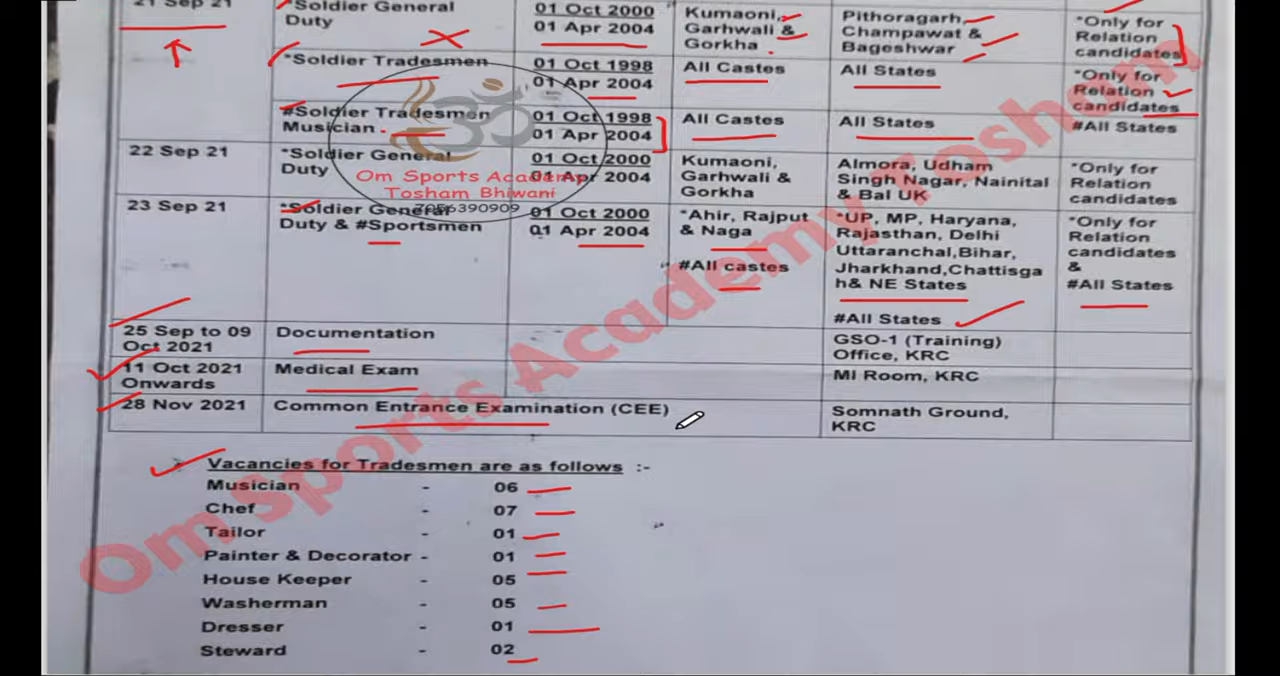 21 Sep 21
*Soldier General
Duty
01 Oct 2000
01 Apr 2004
Kumaoni,
Garhwali &
Gorkha
Pithoragarh,
Champawat &
Bageshwar
*Only for
Relation
candidates
*Soldier Tradesmen
01 Oct 1998
01 Apr 2004
All Castes
All States
*Only for
Relation
candidates
#Soldier Tradesmen
Musician
01 Oct 1998
01 Apr 2004
All Castes
All States
#All States
22 Sep 21
*Soldier General
Duty
01 Oct 2000
01 Apr 2004
Kumaoni,
Garhwali &
Gorkha
Almora, Udham
Singh Nagar, Nainital
& Bal UK
*Only for
Relation
candidates
23 Sep 21
*Soldier General
Duty & #Sportsmen
01 Oct 2000
01 Apr 2004
*Ahir, Rajput
& Naga
#All castes
*UP, MP, Haryana,
Rajasthan, Delhi
Uttaranchal,Bihar,
Jharkhand,Chattisga
h& NE States
#All States
*Only for
Relation
candidates
&
#All States
25 Sep to 09
Oct 2021
Documentation
GSO-1 (Training)
Office, KRC
11 Oct 2021
Onwards
Medical Exam
MI Room, KRC
28 Nov 2021
Common Entrance Examination (CEE)
Somnath Ground,
KRC
Vacancies for Tradesmen are as follows :-
Musician - 06
Chef - 07
Tailor - 01
Painter & Decorator - 01
House Keeper - 05
Washerman - 05
Dresser - 01
Steward - 02
Om Sports Academy
Tosham Bhiwani
Om Sports Academy Tosham